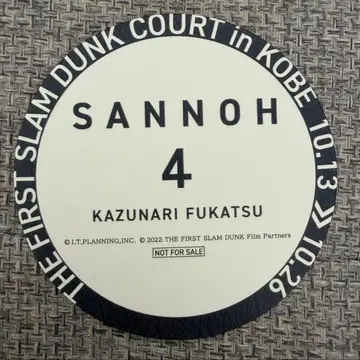 THE FIRST SLAM DUNK COURT in KOBE 10.13 >> 10.26
SANNOH
4
KAZUNARI FUKATSU
© I.T.PLANNING,INC. © 2022 THE FIRST SLAM DUNK Film Partners
NOT FOR SALE